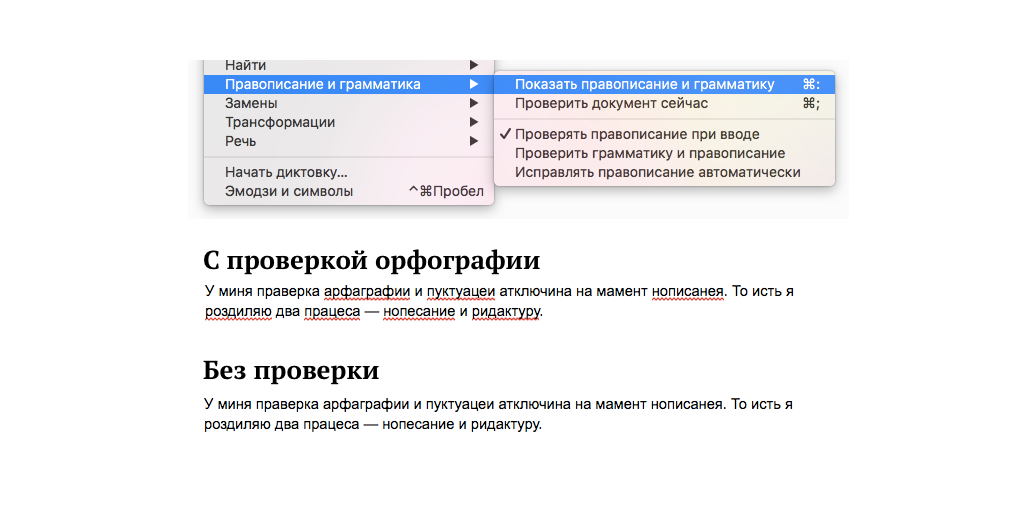 Найти ▶
Правописание и грамматика ▶
Замены ▶
Трансформации ▶
Речь ▶
Начать диктовку...
Эмодзи и символы ^⌘Пробел
Показать правописание и грамматику ⌘:
Проверить документ сейчас ⌘;
✓ Проверять правописание при вводе
Проверить грамматику и правописание
Исправлять правописание автоматически
С проверкой орфографии
У миня праверка арфаграфии и пуктуацеи атключина на мамент нописанея. То исть я
роздиляю два працеса — нопесание и ридактуру.
Без проверки
У миня праверка арфаграфии и пуктуацеи атключина на мамент нописанея. То исть я
роздиляю два працеса — нопесание и ридактуру.